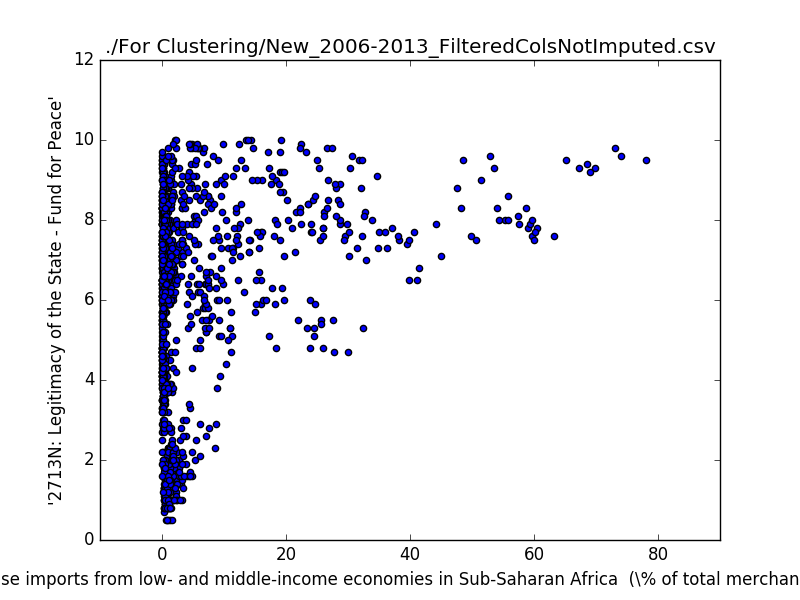 ./For Clustering/New_2006-2013_FilteredColsNotImputed.csv
'2713N: Legitimacy of the State - Fund for Peace'
12
10
8
6
4
2
0
0 20 40 60 80
se imports from low- and middle-income economies in Sub-Saharan Africa (\% of total merchan